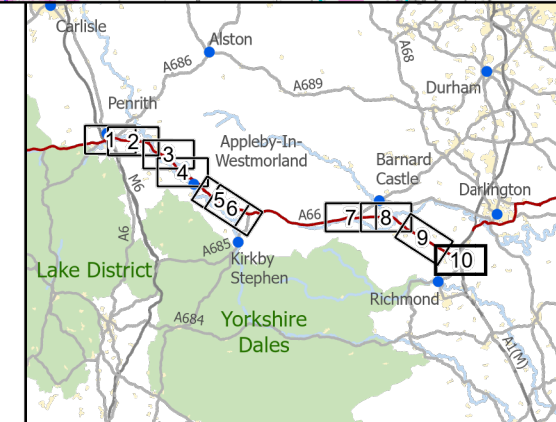 Carlisle
Alston
A686
A689
A68
Durham
Penrith
1
2
3
4
5
6
Appleby-In-
Westmorland
Barnard
Castle
Darlington
M6
A6
A66
7
8
9
10
A685
Kirkby
Stephen
Lake District
Richmond
A684
Yorkshire
Dales
A1(M)